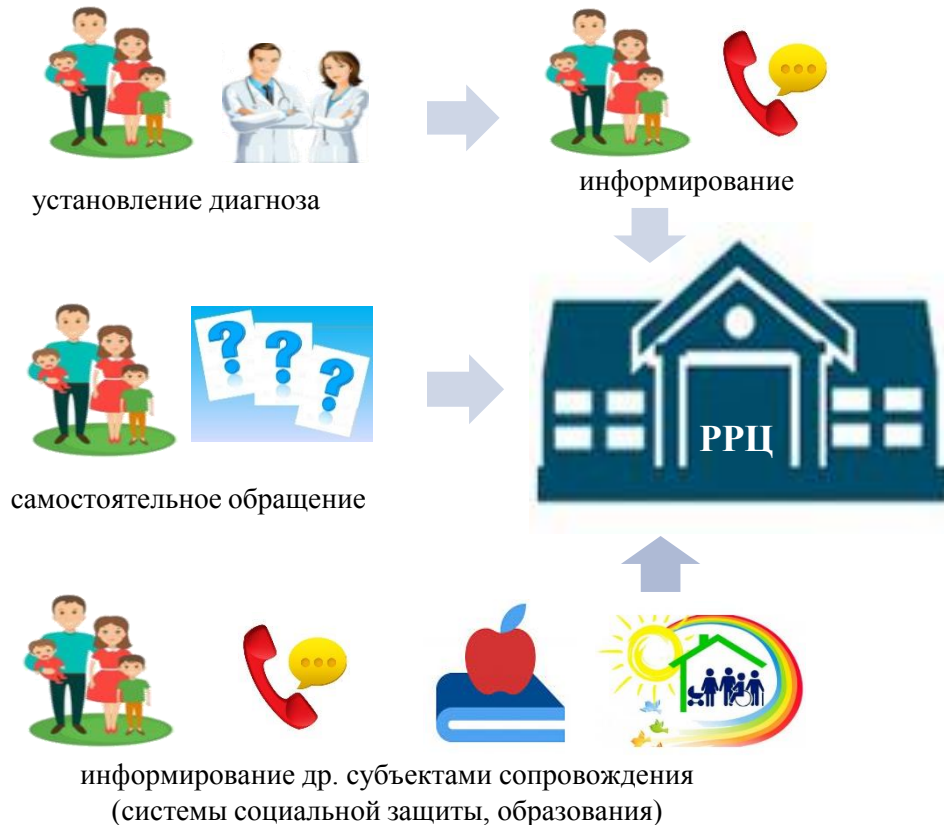 установление диагноза
информирование
РРЦ
самостоятельное обращение
информирование др. субъектами сопровождения
(системы социальной защиты, образования)